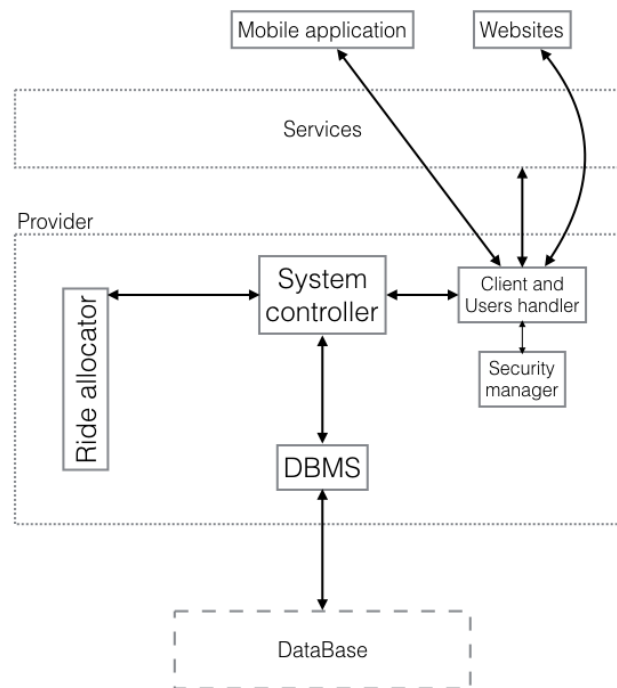 Mobile application
Websites
Services
Provider
System
controller
Client and
Users handler
Ride allocator
Security
manager
DBMS
DataBase